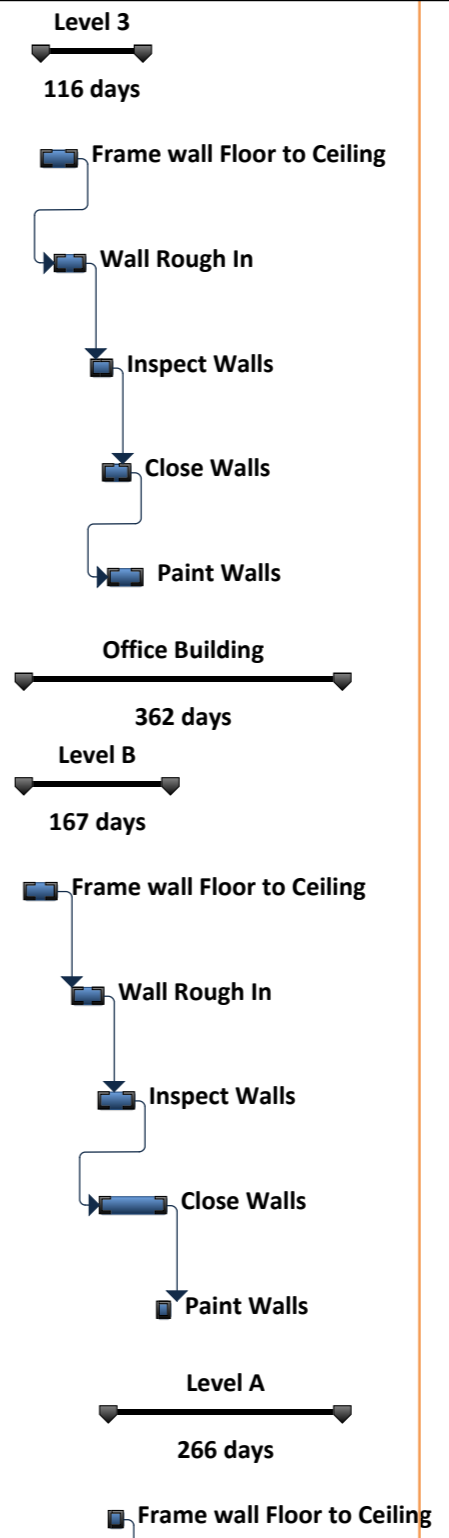 Level 3
116 days
Frame wall Floor to Ceiling
Wall Rough In
Inspect Walls
Close Walls
Paint Walls
Office Building
362 days
Level B
167 days
Frame wall Floor to Ceiling
Wall Rough In
Inspect Walls
Close Walls
Paint Walls
Level A
266 days
Frame wall Floor to Ceiling